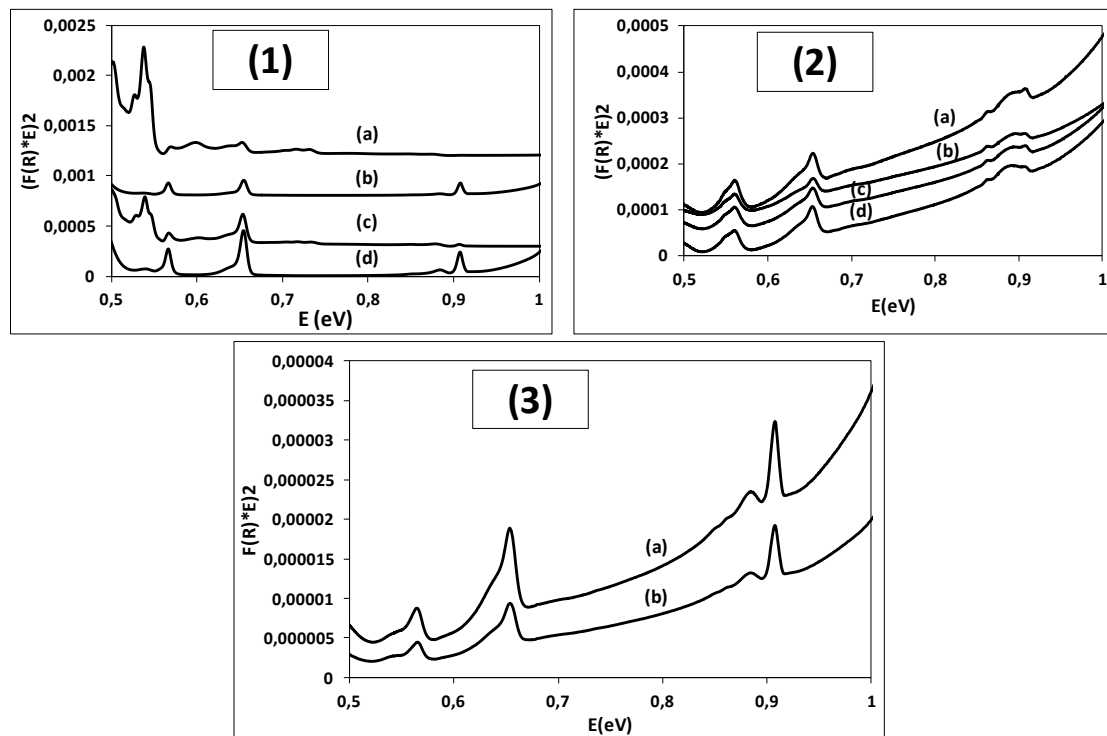 (1)
(F(R)*E)2
0,0025
0,002
0,0015
0,001
0,0005
0
(a)
(b)
(c)
(d)
0,5 0,6 0,7 0,8 0,9 1
E (eV)
(2)
(F(R)*E)2
0,0005
0,0004
0,0003
0,0002
0,0001
0
(a)
(b)
(c)
(d)
0,5 0,6 0,7 0,8 0,9 1
E(eV)
(3)
F(R)*E)2
0,00004
0,000035
0,00003
0,000025
0,00002
0,000015
0,00001
0,000005
0
(a)
(b)
0,5 0,6 0,7 0,8 0,9 1
E(eV)